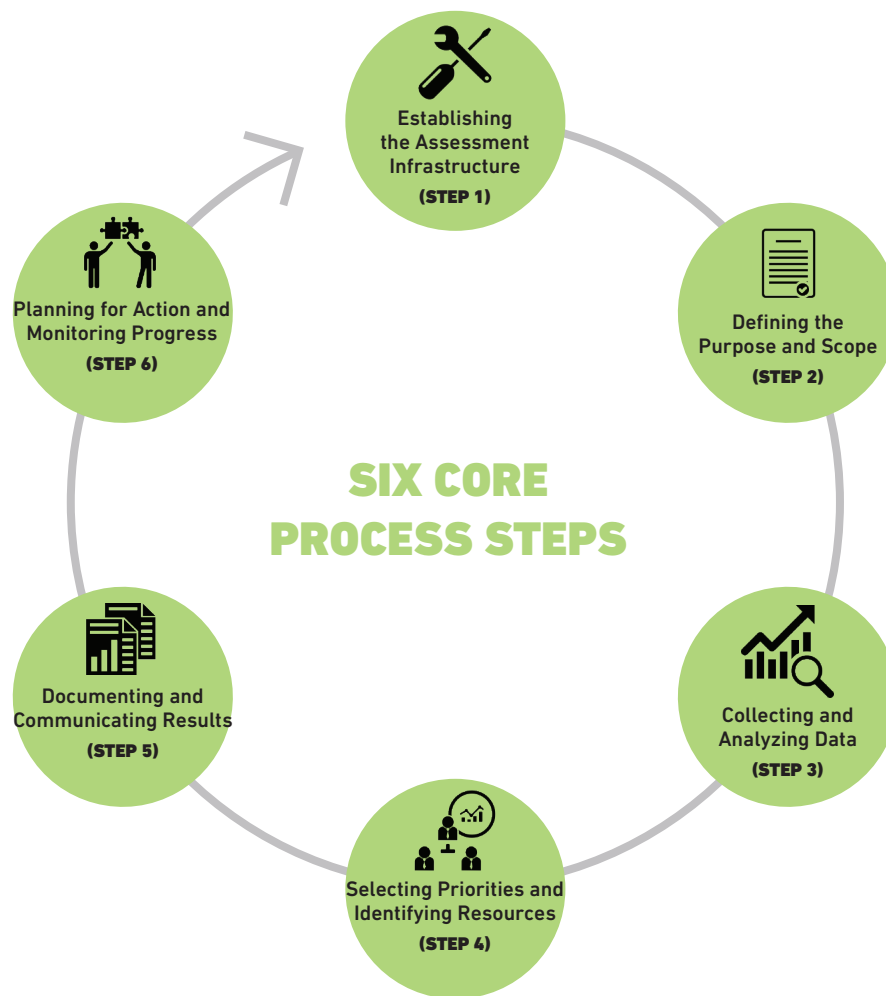 Establishing
the Assessment
Infrastructure
(STEP 1)
Defining the
Purpose and Scope
(STEP 2)
Collecting and
Analyzing Data
(STEP 3)
Selecting Priorities and
Identifying Resources
(STEP 4)
Documenting and
Communicating Results
(STEP 5)
Planning for Action and
Monitoring Progress
(STEP 6)
SIX CORE
PROCESS STEPS